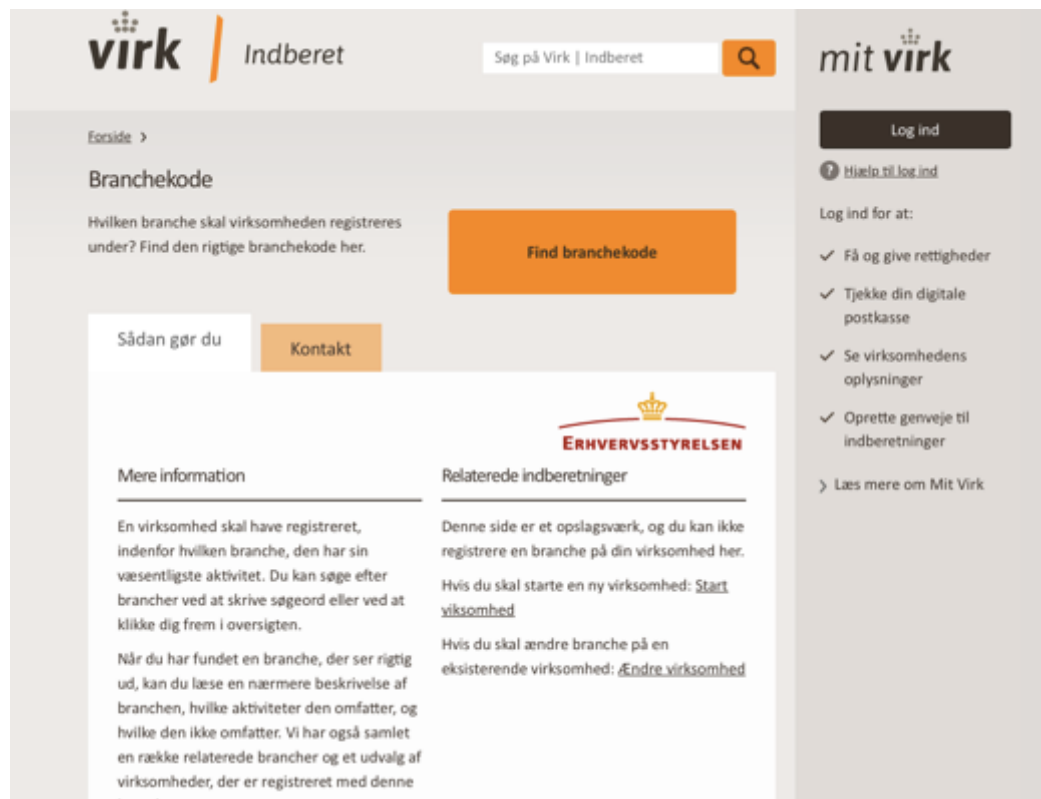 virk | Indberet
Søg på Virk | Indberet
mit virk
Forside >
Branchekode
Hvilken branche skal virksomheden registreres
under? Find den rigtige branchekode her.
Find branchekode
Sådan gør du
Kontakt
ERHVERVSSTYRELSEN
Mere information
En virksomhed skal have registreret,
indenfor hvilken branche, den har sin
væsentligste aktivitet. Du kan søge efter
brancher ved at skrive søgeord eller ved at
klikke dig frem i oversigten.
Når du har fundet en branche, der ser rigtig
ud, kan du læse en nærmere beskrivelse af
branchen, hvilke aktiviteter den omfatter, og
hvilke den ikke omfatter. Vi har også samlet
en række relaterede brancher og et udvalg af
virksomheder, der er registreret med denne
Relaterede indberetninger
Denne side er et opslagsværk, og du kan ikke
registrere en branche på din virksomhed her.
Hvis du skal starte en ny virksomhed: Start
viksomhed
Hvis du skal ændre branche på en
eksisterende virksomhed: Ændre virksomhed
Log ind
? Hjælp til log ind
Log ind for at:
Få og give rettigheder
Tjekke din digitale
postkasse
Se virksomhedens
oplysninger
Oprette genveje til
indberetninger
> Læs mere om Mit Virk